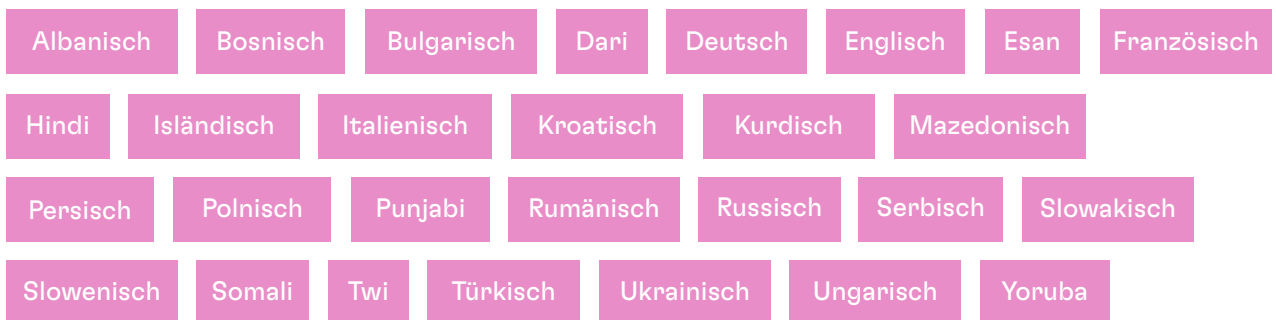 Albanisch Bosnisch Bulgarisch Dari Deutsch Englisch Esan Französisch
Hindi Isländisch Italienisch Kroatisch Kurdisch Mazedonisch
Persisch Polnisch Punjabi Rumänisch Russisch Serbisch Slowakisch
Slowenisch Somali Twi Türkisch Ukrainisch Ungarisch Yoruba